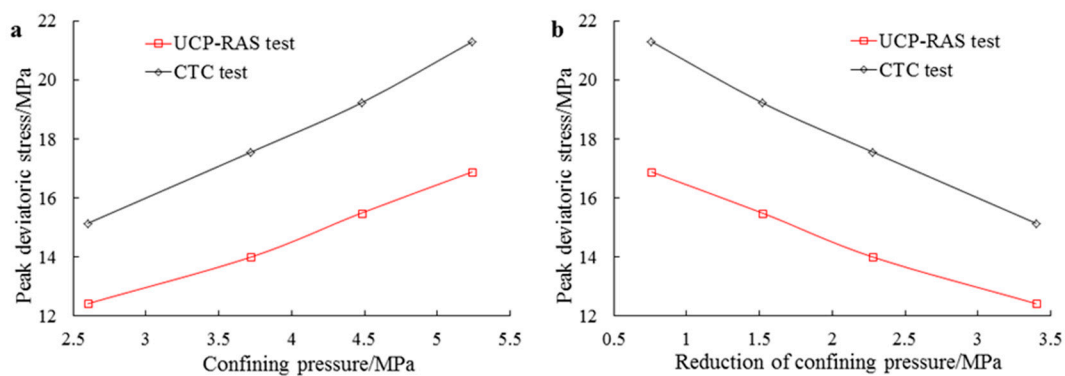 a
Peak deviatoric stress/MPa
22
20
18
16
14
12
UCP-RAS test
CTC test
2.5 3 3.5 4 4.5 5 5.5
Confining pressure/MPa
b
Peak deviatoric stress/MPa
22
20
18
16
14
12
UCP-RAS test
CTC test
0.5 1 1.5 2 2.5 3 3.5
Reduction of confining pressure/MPa